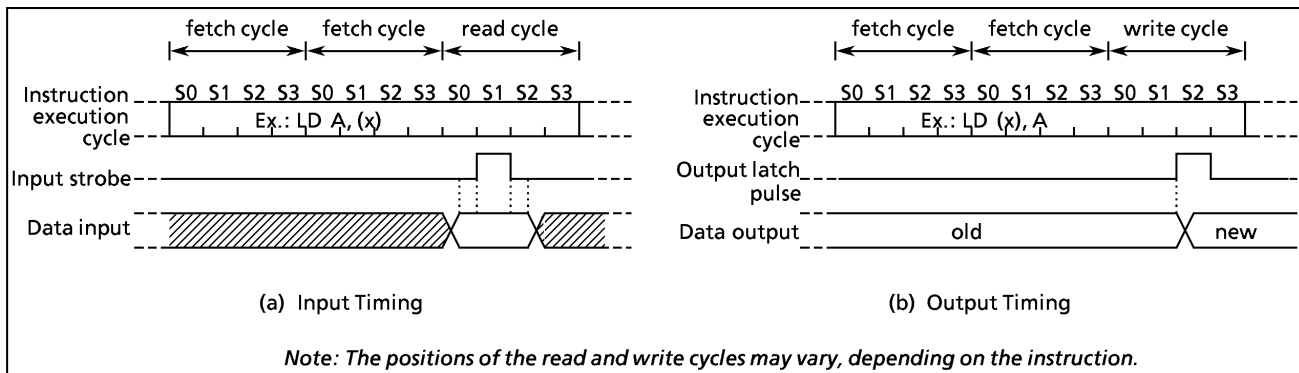 fetch cycle fetch cycle read cycle
S0 S1 S2 S3 S0 S1 S2 S3 S0 S1 S2 S3
Instruction
execution
cycle
Ex.: LD A, (x)
Input strobe
Data input
(a) Input Timing
fetch cycle fetch cycle write cycle
S0 S1 S2 S3 S0 S1 S2 S3 S0 S1 S2 S3
Instruction
execution
cycle
Ex.: LD (x), A
Output latch
pulse
Data output
old new
(b) Output Timing
Note: The positions of the read and write cycles may vary, depending on the instruction.